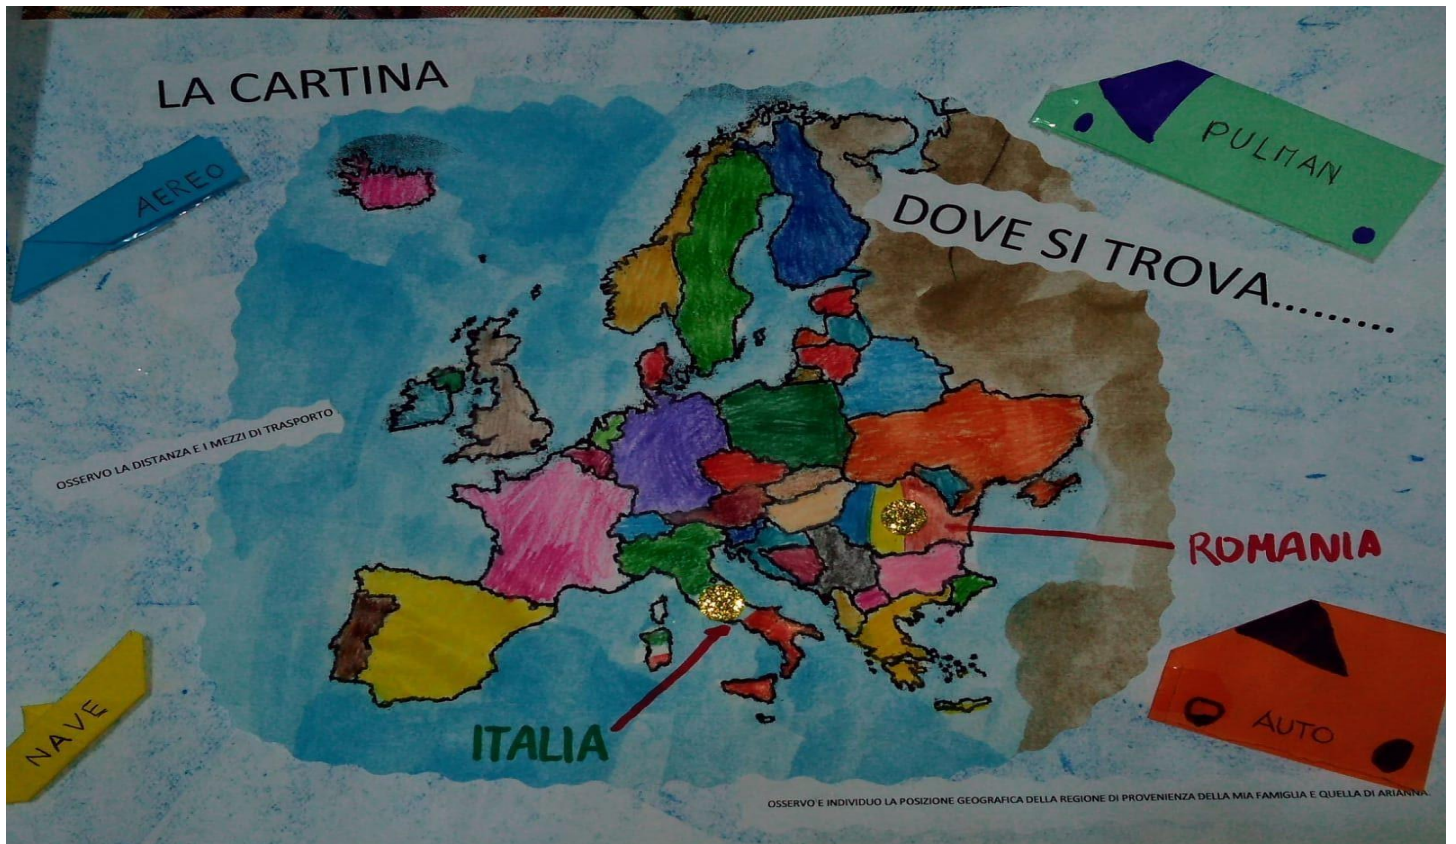 LA CARTINA
AEREO
PULMAN
DOVE SI TROVA.........
OSSERVO LA DISTANZA E I MEZZI DI TRASPORTO
ROMANIA
ITALIA
NAVE
AUTO
OSSERVO E INDIVIDUO LA POSIZIONE GEOGRAFICA DELLA REGIONE DI PROVENIENZA DELLA MIA FAMIGLIA E QUELLA DI ARIANNA.